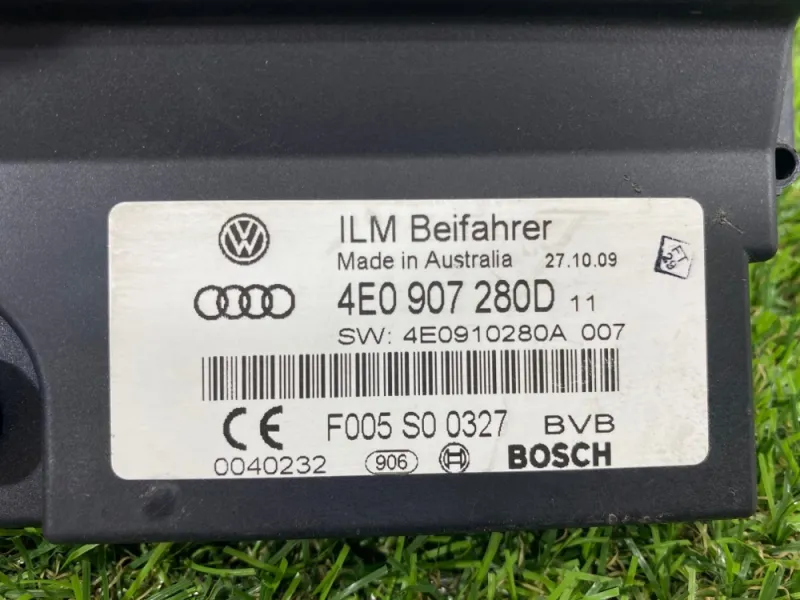 ILM Beifahrer
Made in Australia 27.10.09
4E0 907 280D 11
SW: 4E0910280A 007
CE F005 S0 0327 BVB
0040232 906 BOSCH